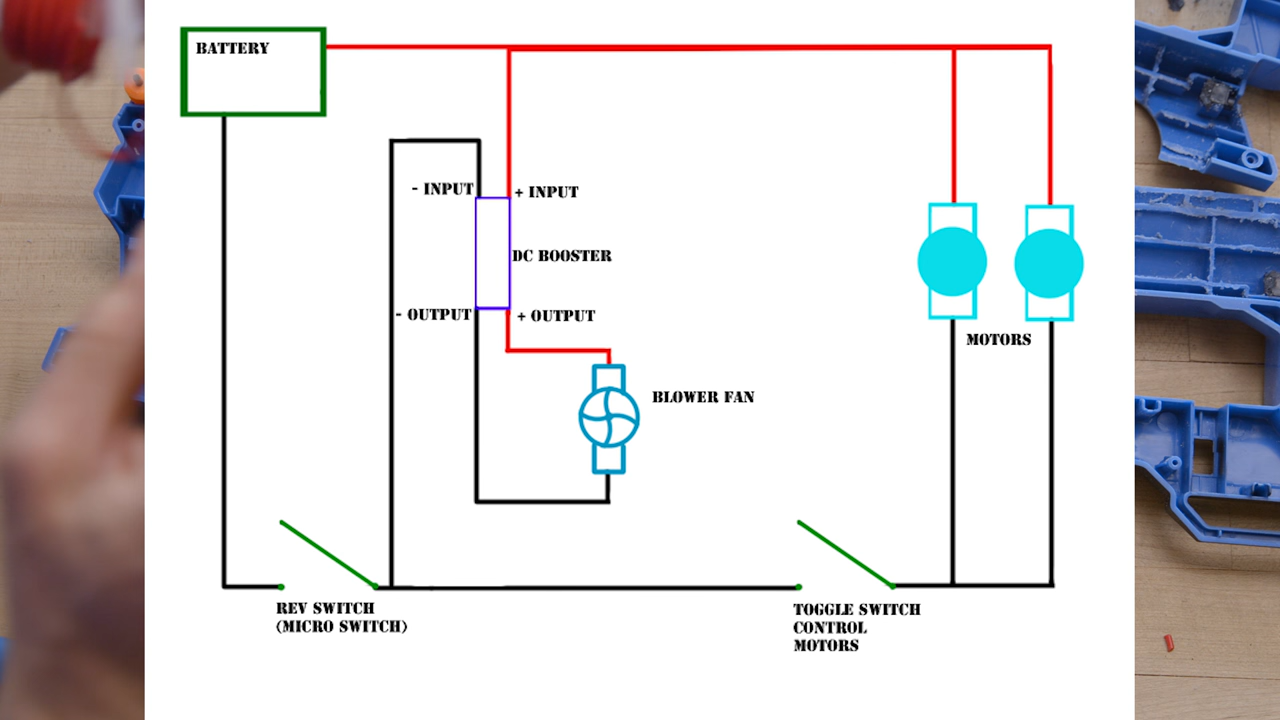 BATTERY
- INPUT
+ INPUT
DC BOOSTER
- OUTPUT
+ OUTPUT
MOTORS
BLOWER FAN
REV SWITCH
(MICRO SWITCH)
TOGGLE SWITCH
CONTROL
MOTORS